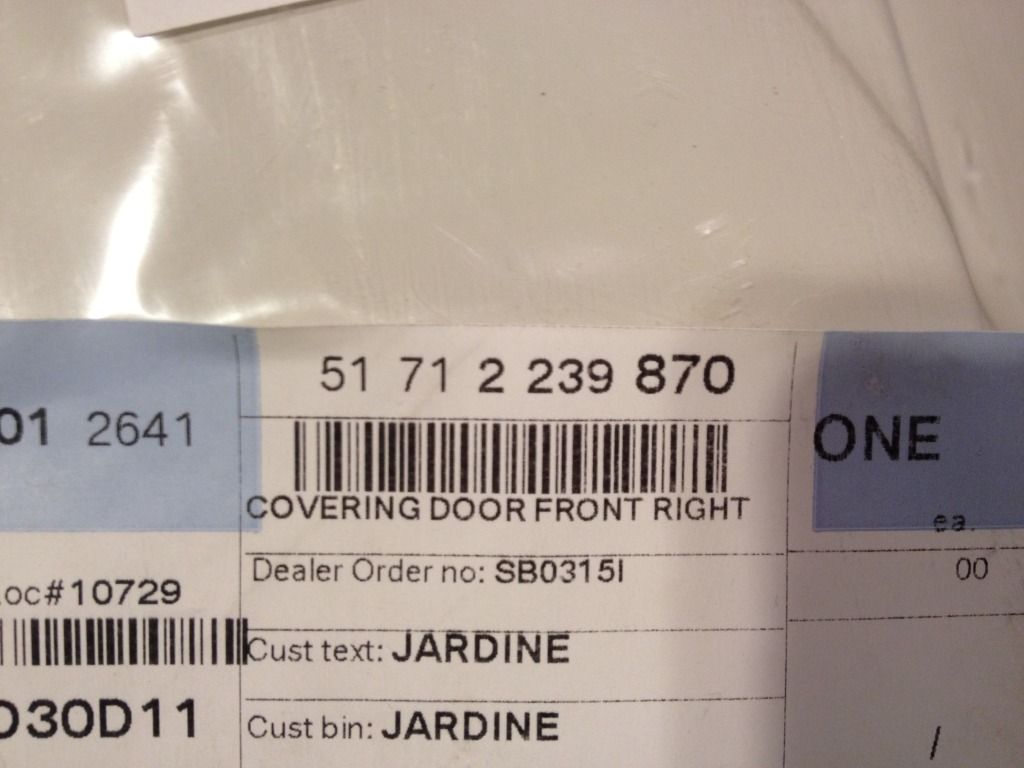 51 71 2 239 870
01 2641
ONE
COVERING DOOR FRONT RIGHT
ea.
Dealer Order no: SB0315I
00
oc#10729
Cust text: JARDINE
D30D11
Cust bin: JARDINE
/